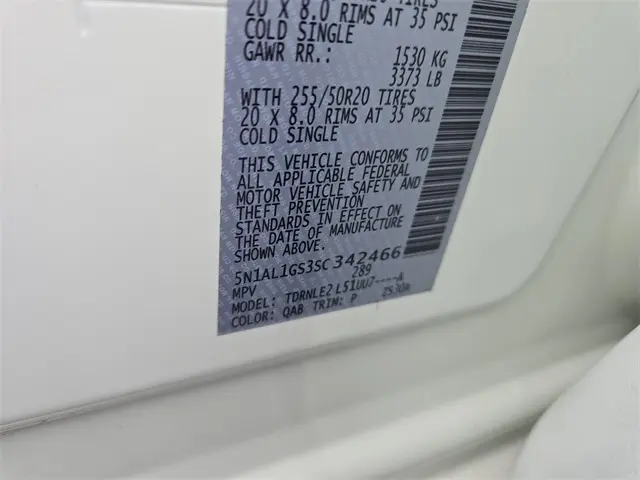 20 X 8.0 RIMS AT 35 PSI
COLD SINGLE
GAWR RR.: 1530 KG
3373 LB
WITH 255/50R20 TIRES
20 X 8.0 RIMS AT 35 PSI
COLD SINGLE
THIS VEHICLE CONFORMS TO
ALL APPLICABLE FEDERAL
MOTOR VEHICLE SAFETY AND
THEFT PREVENTION
STANDARDS IN EFFECT ON
THE DATE OF MANUFACTURE
SHOWN ABOVE.
5N1AL1GS3SC342466
MPV 289
MODEL: TDRNLE2 L51UU7----A
COLOR: QAB TRIM: P